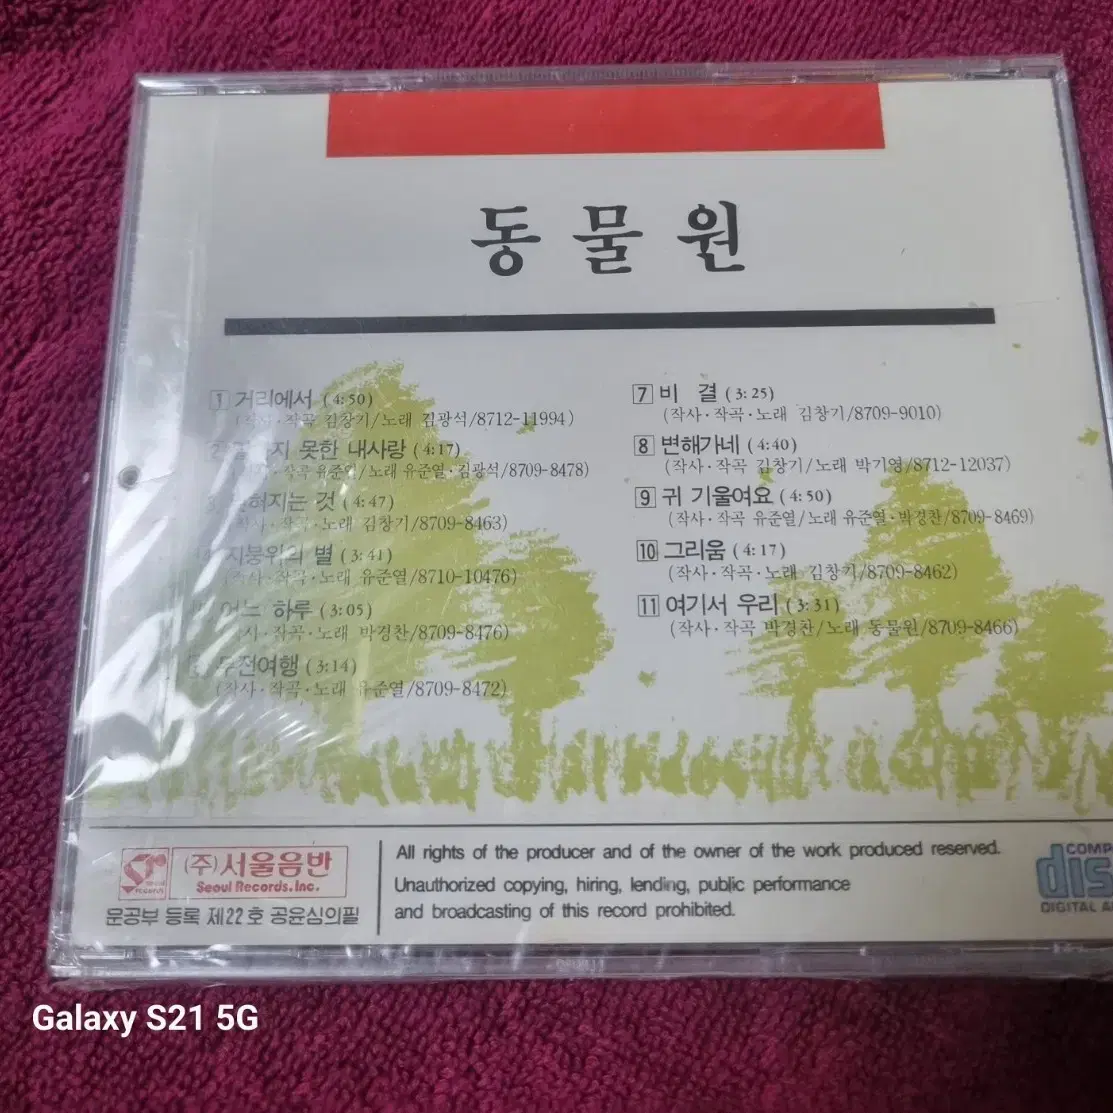 동물원
1 거리에서 (4:50)
(작사·작곡 김창기/노래 김광석/8712-11994)
못한 내사랑 (4:17)
작곡 유준열/노래 유준열·김광석/8709-8478)
것 (4:47)
작사·작곡·노래 김창기/8709-8463)
지붕위의 별 (3:41)
(작사·작곡·노래 유준열/8710-10476)
어느 하루 (3:05)
작곡·노래 박경찬/8709-8476)
무전여행 (3:14)
(작사·작곡·노래 유준열/8709-8472)
7 비 결 (3:25)
(작사·작곡·노래 김창기/8709-9010)
8 변해가네 (4:40)
(작사·작곡 김창기/노래 박기영/8712-12037)
9 귀 기울여요 (4:50)
(작사·작곡 유준열/노래 유준열·박경찬/8709-8469)
10 그리움 (4:17)
(작사·작곡·노래 김창기/8709-8462)
11 여기서 우리 (3:31)
(작사·작곡 박경찬/노래 동물원/8709-8466)
(주)서울음반
Seoul Records.Inc.
문공부 등록 제22호 공윤심의필
All rights of the producer and of the owner of the work produced reserved.
Unauthorized copying, hiring, lending, public performance
and broadcasting of this record prohibited.
COMP
dis
DIGITAL A
Galaxy S21 5G